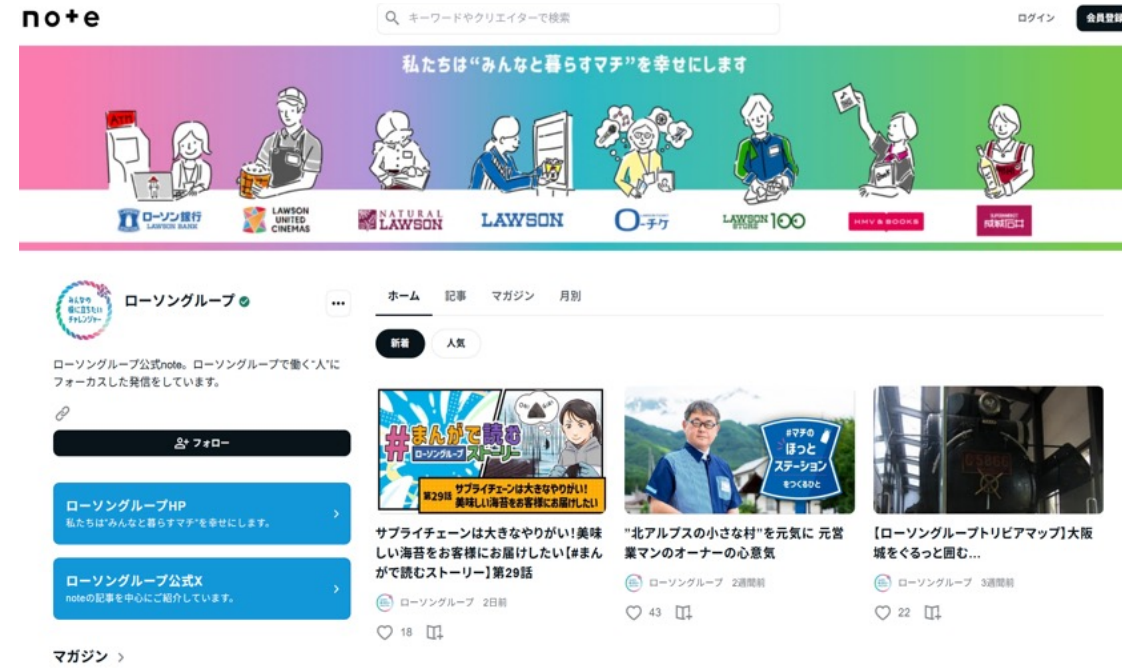 note
キーワードやクリエイターで検索
ログイン
会員登録
私たちは“みんなと暮らすマチ”を幸せにします
ATM
ローソン銀行
LAWSON BANK
LAWSON
UNITED
CINEMAS
NATURAL
LAWSON
LAWSON
ローチケ
LAWSON
STORE 100
HMV & BOOKS
SUPERMARKET
成城石井
みんなの
役に立ちたい
チャレンジャー
ローソングループ
ローソングループ公式note。ローソングループで働く“人”に
フォーカスした発信をしています。
フォロー
ローソングループHP
私たちは“みんなと暮らすマチ”を幸せにします。
ローソングループ公式X
noteの記事を中心にご紹介しています。
マガジン
ホーム 記事 マガジン 月別
新着 人気
#まんがで読む
ローソングループ ストーリー
第29話
サプライチェーンは大きなやりがい!
美味しい海苔をお客様にお届けしたい
サプライチェーンは大きなやりがい!美味
しい海苔をお客様にお届けしたい【#まん
がで読むストーリー】第29話
ローソングループ 2日前
18
#マチの
ほっと
ステーション
をつくるひと
”北アルプスの小さな村”を元気に 元営
業マンのオーナーの心意気
ローソングループ 2週間前
43
【ローソングループトリビアマップ】大阪
城をぐるっと囲む...
ローソングループ 3週間前
22